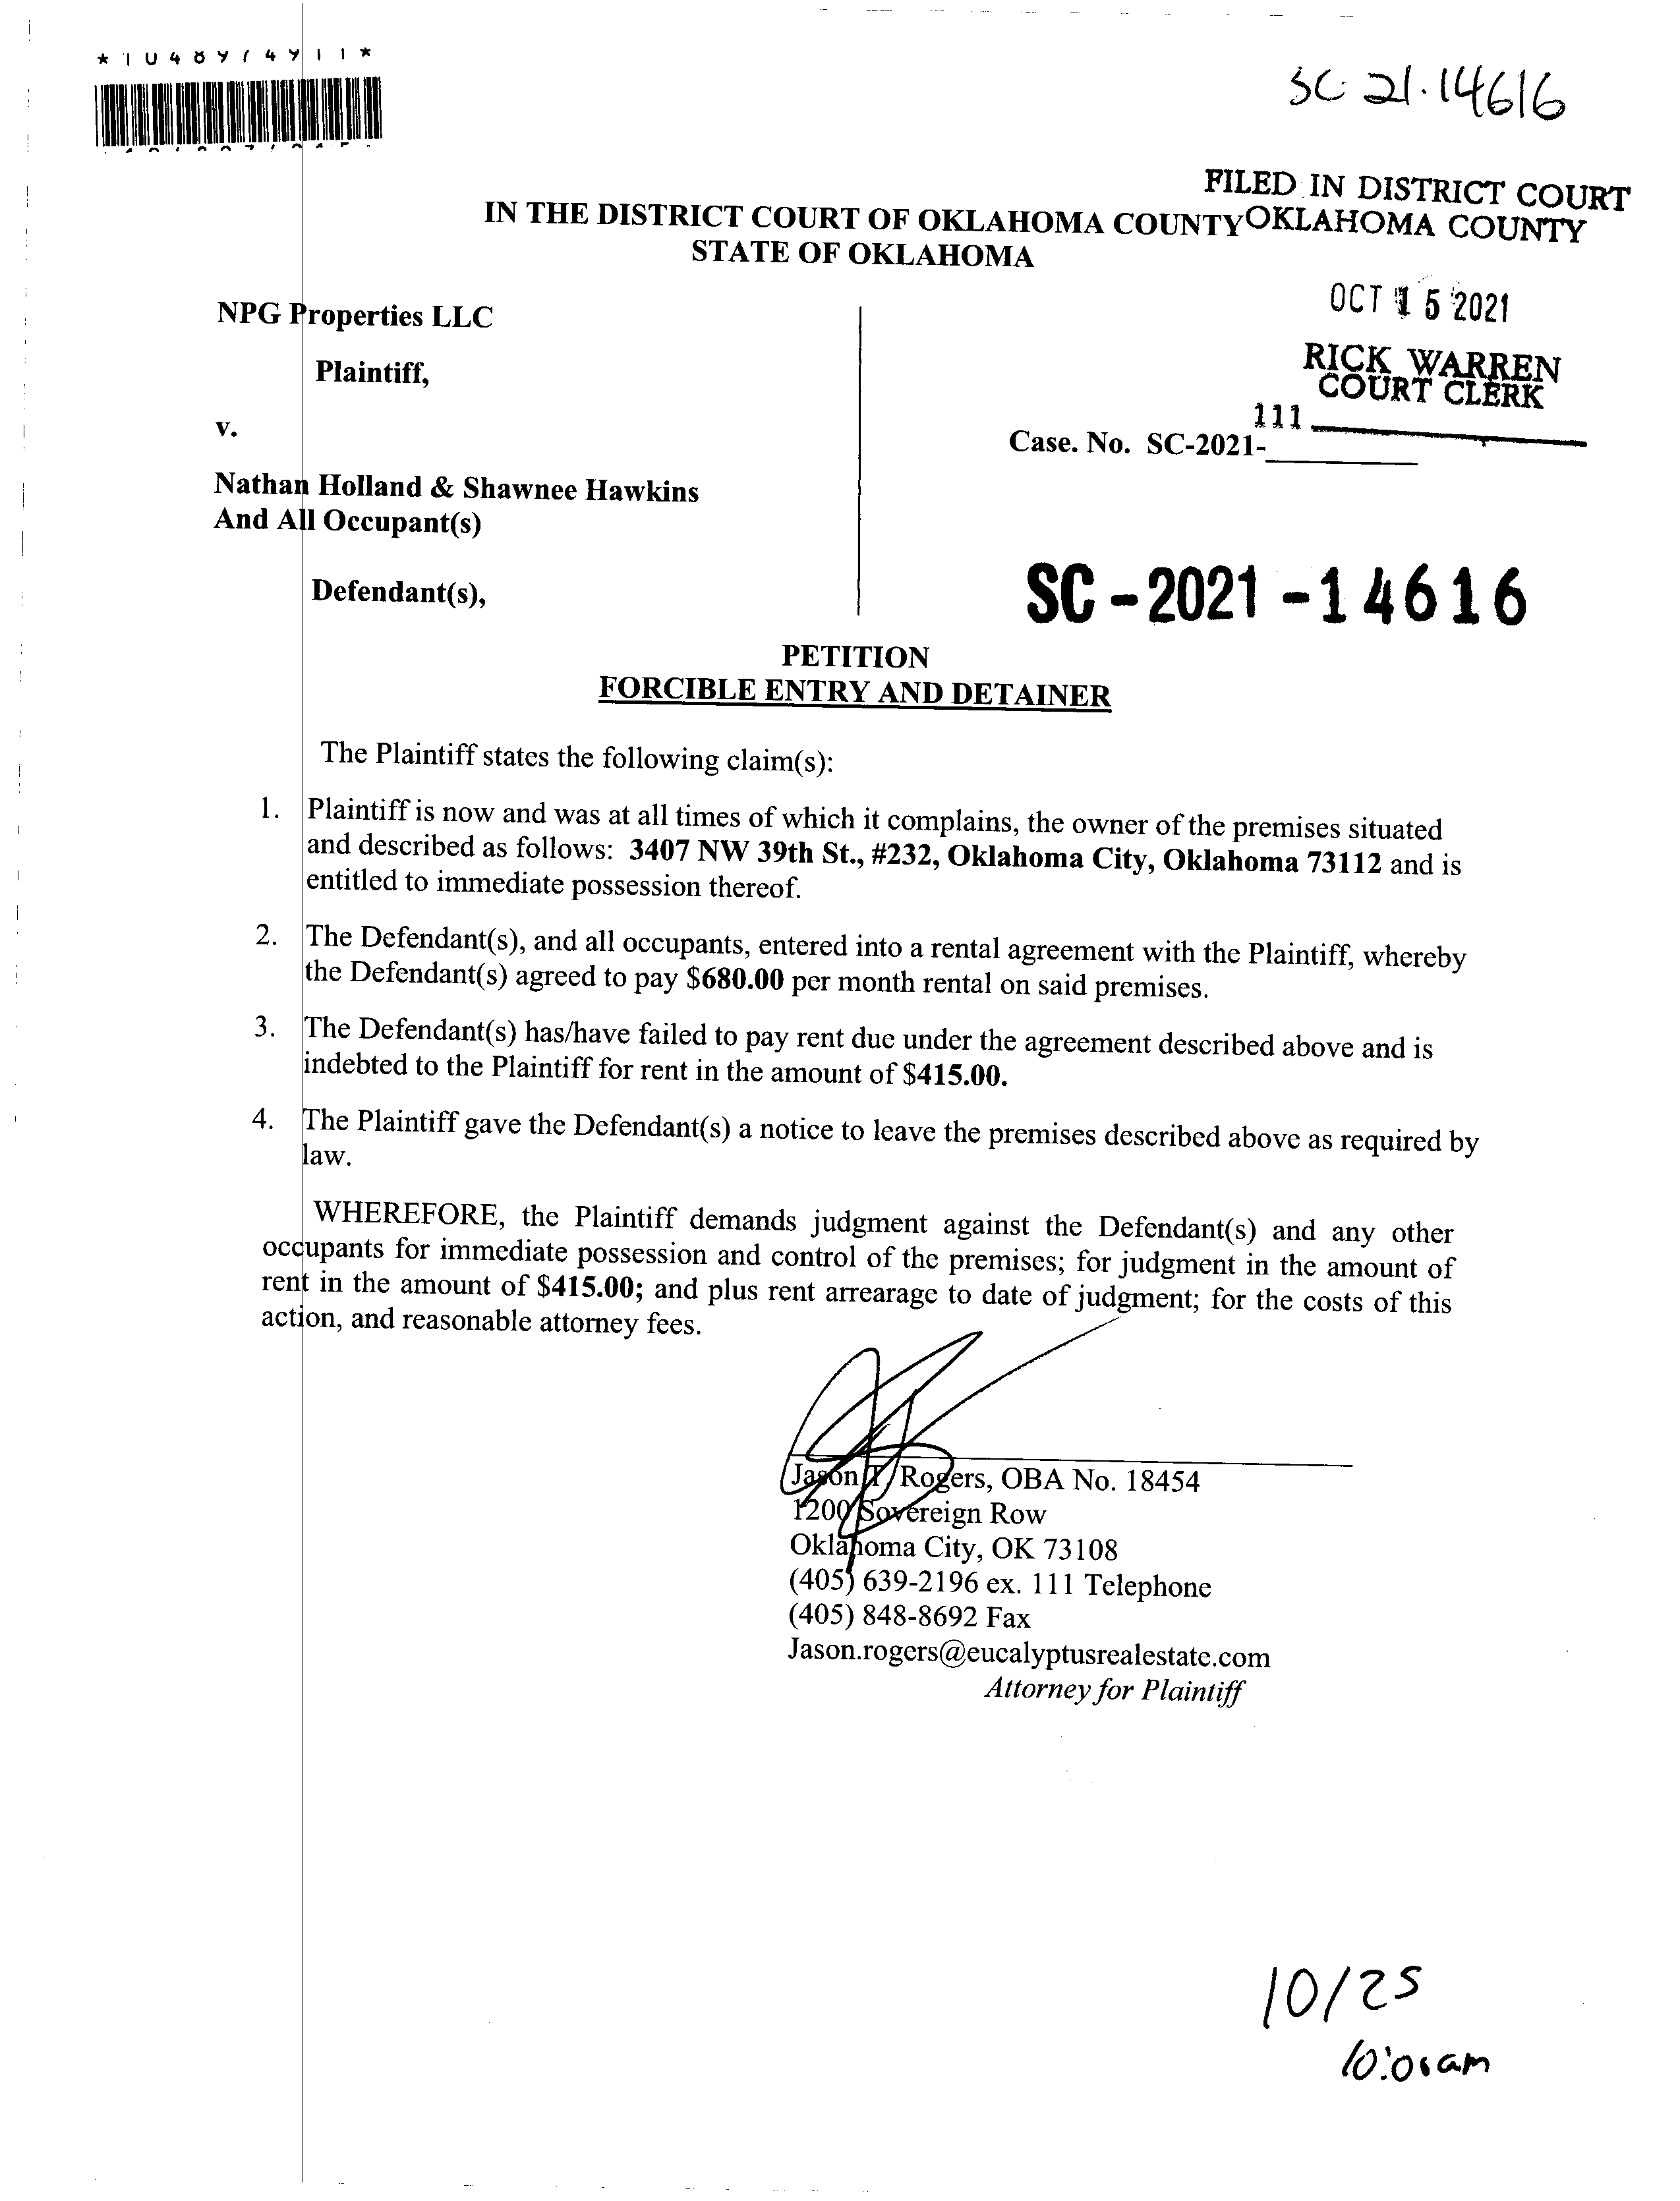 SC 21.14616
FILED IN DISTRICT COURT
OKLAHOMA COUNTY
IN THE DISTRICT COURT OF OKLAHOMA COUNTY
STATE OF OKLAHOMA
OCT 15 2021
RICK WARREN
COURT CLERK
111
NPG Properties LLC
Plaintiff,
v.
Case. No. SC-2021-
Nathan Holland & Shawnee Hawkins
And All Occupant(s)
Defendant(s),
SC-2021-14616
PETITION
FORCIBLE ENTRY AND DETAINER
The Plaintiff states the following claim(s):
1. Plaintiff is now and was at all times of which it complains, the owner of the premises situated
and described as follows: 3407 NW 39th St., #232, Oklahoma City, Oklahoma 73112 and is
entitled to immediate possession thereof.
2. The Defendant(s), and all occupants, entered into a rental agreement with the Plaintiff, whereby
the Defendant(s) agreed to pay $680.00 per month rental on said premises.
3. The Defendant(s) has/have failed to pay rent due under the agreement described above and is
indebted to the Plaintiff for rent in the amount of $415.00.
4. The Plaintiff gave the Defendant(s) a notice to leave the premises described above as required by
law.
WHEREFORE, the Plaintiff demands judgment against the Defendant(s) and any other
occupants for immediate possession and control of the premises; for judgment in the amount of
rent in the amount of $415.00; and plus rent arrearage to date of judgment; for the costs of this
action, and reasonable attorney fees.
Jason T. Rogers, OBA No. 18454
1200 Sovereign Row
Oklahoma City, OK 73108
(405) 639-2196 ex. 111 Telephone
(405) 848-8692 Fax
Jason.rogers@eucalyptusrealestate.com
Attorney for Plaintiff
10/25